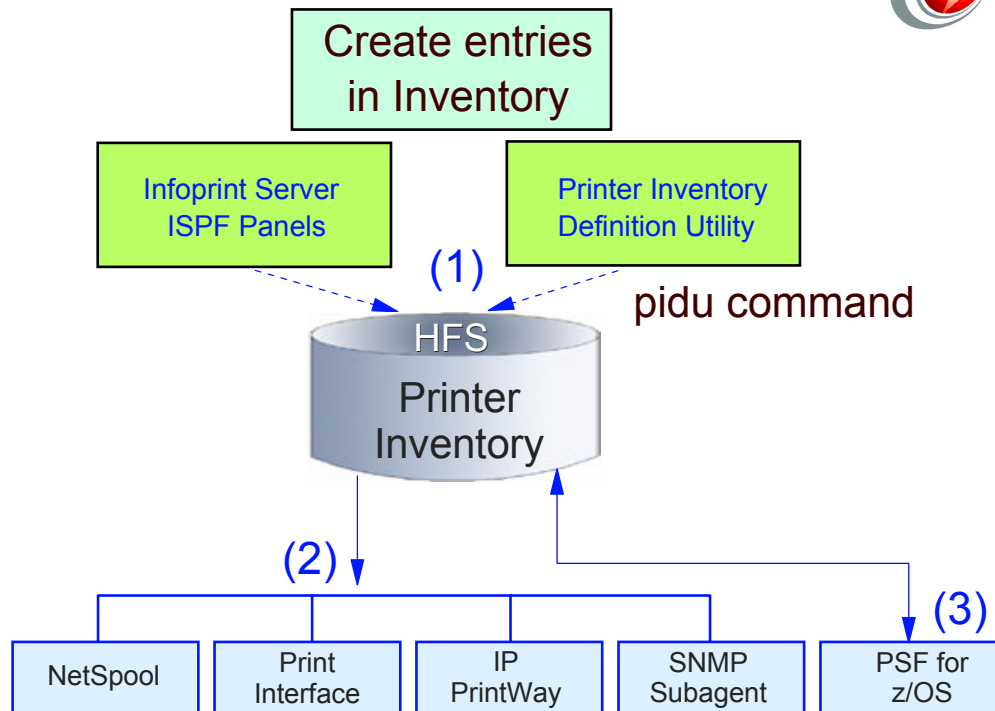 Create entries
in Inventory
Infoprint Server
ISPF Panels
Printer Inventory
Definition Utility
(1)
pidu command
HFS
Printer
Inventory
(2)
(3)
NetSpool
Print
Interface
IP
PrintWay
SNMP
Subagent
PSF for
z/OS